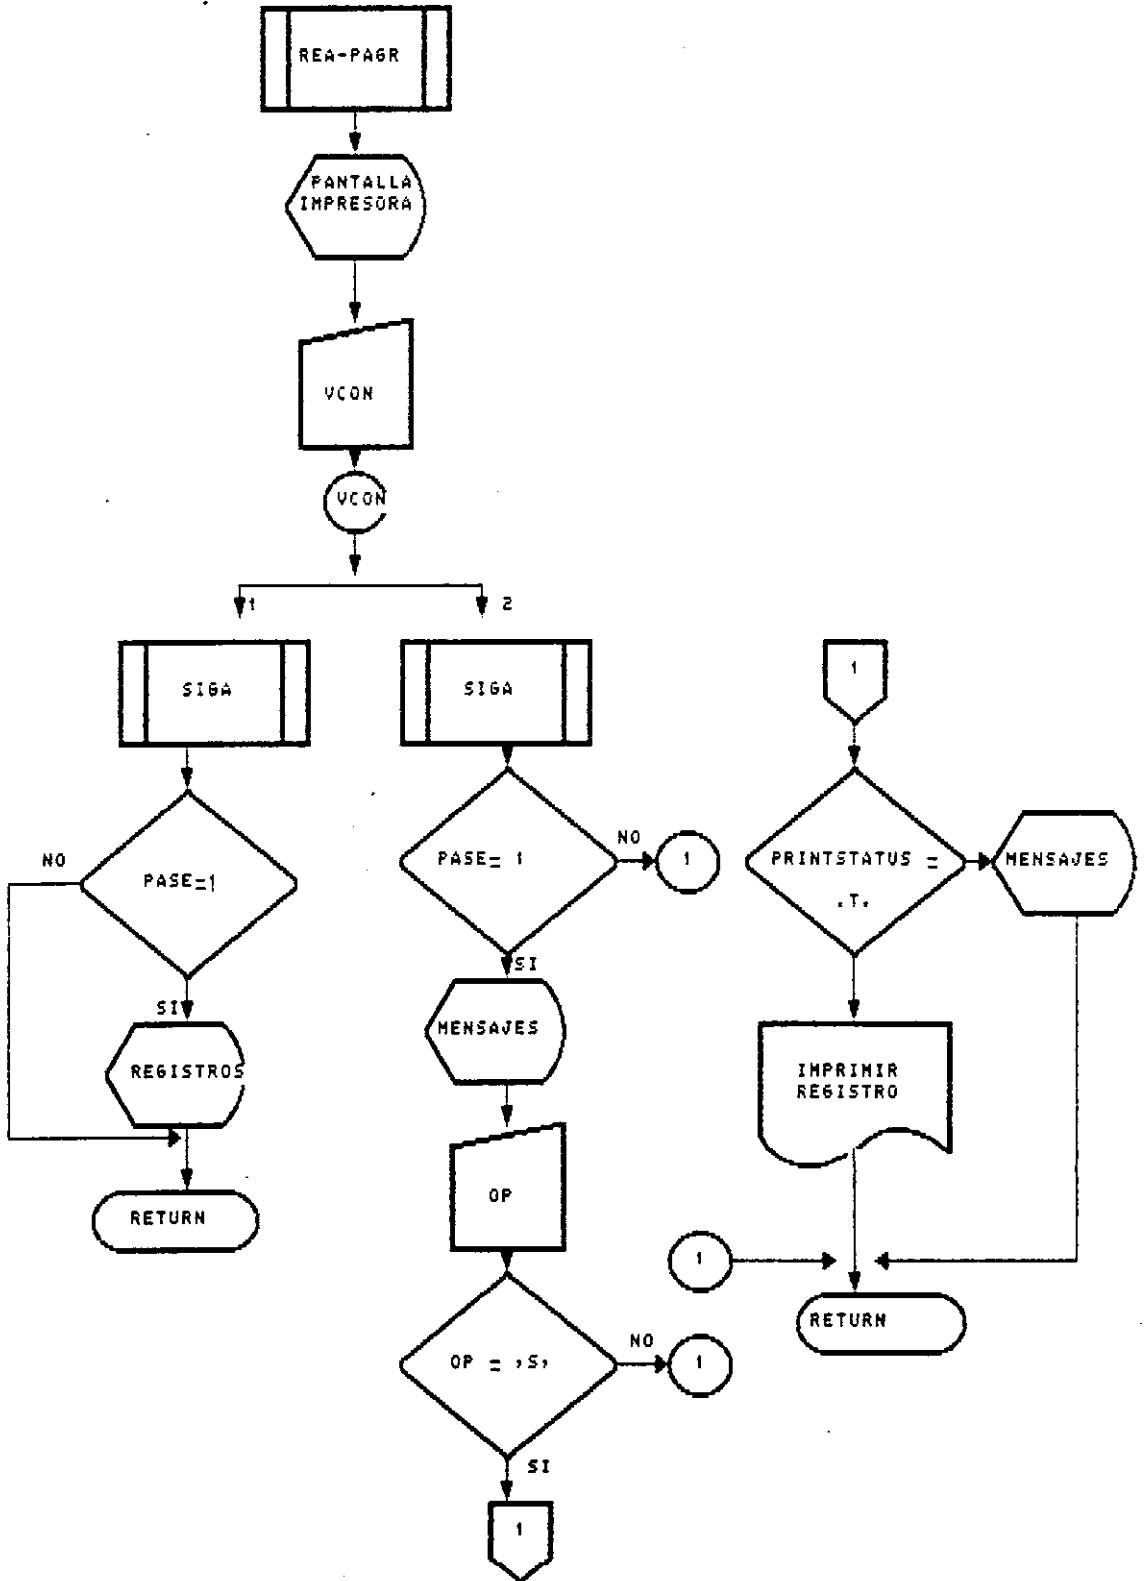 REA-PAGR
PANTALLA
IMPRESORA
VCON
VCON
1
2
SIGA
SIGA
1
PASE=1
NO
PASE= 1
NO
1
PRINTSTATUS =
.T.
MENSAJES
SI
REGISTROS
RETURN
SI
MENSAJES
OP
OP = ,S,
NO
1
SI
1
IMPRIMIR
REGISTRO
1
RETURN